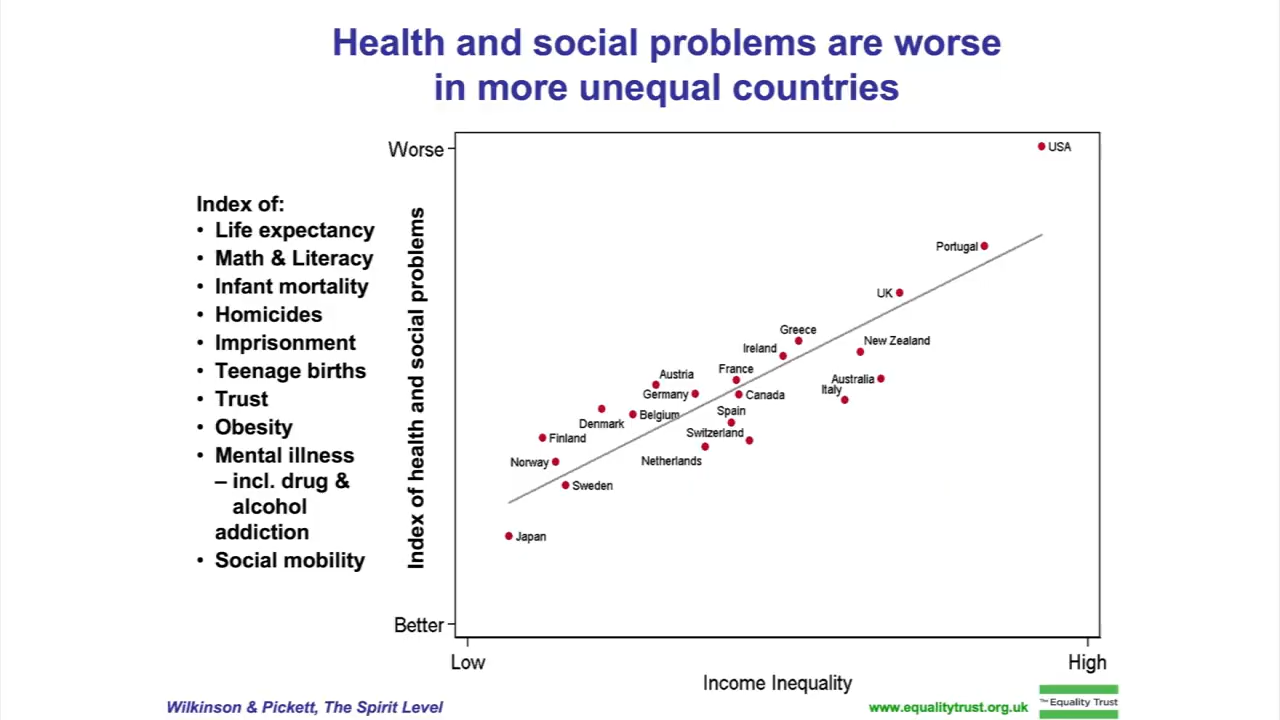 Health and social problems are worse
in more unequal countries
Index of:
• Life expectancy
• Math & Literacy
• Infant mortality
• Homicides
• Imprisonment
• Teenage births
• Trust
• Obesity
• Mental illness
– incl. drug &
alcohol
addiction
• Social mobility
Index of health and social problems
Worse
Better
USA
Portugal
UK
Greece
New Zealand
Ireland
France
Austria
Australia
Germany
Italy
Canada
Spain
Belgium
Denmark
Switzerland
Finland
Netherlands
Norway
Sweden
Japan
Low
High
Income Inequality
Wilkinson & Pickett, The Spirit Level
www.equalitytrust.org.uk
The Equality Trust